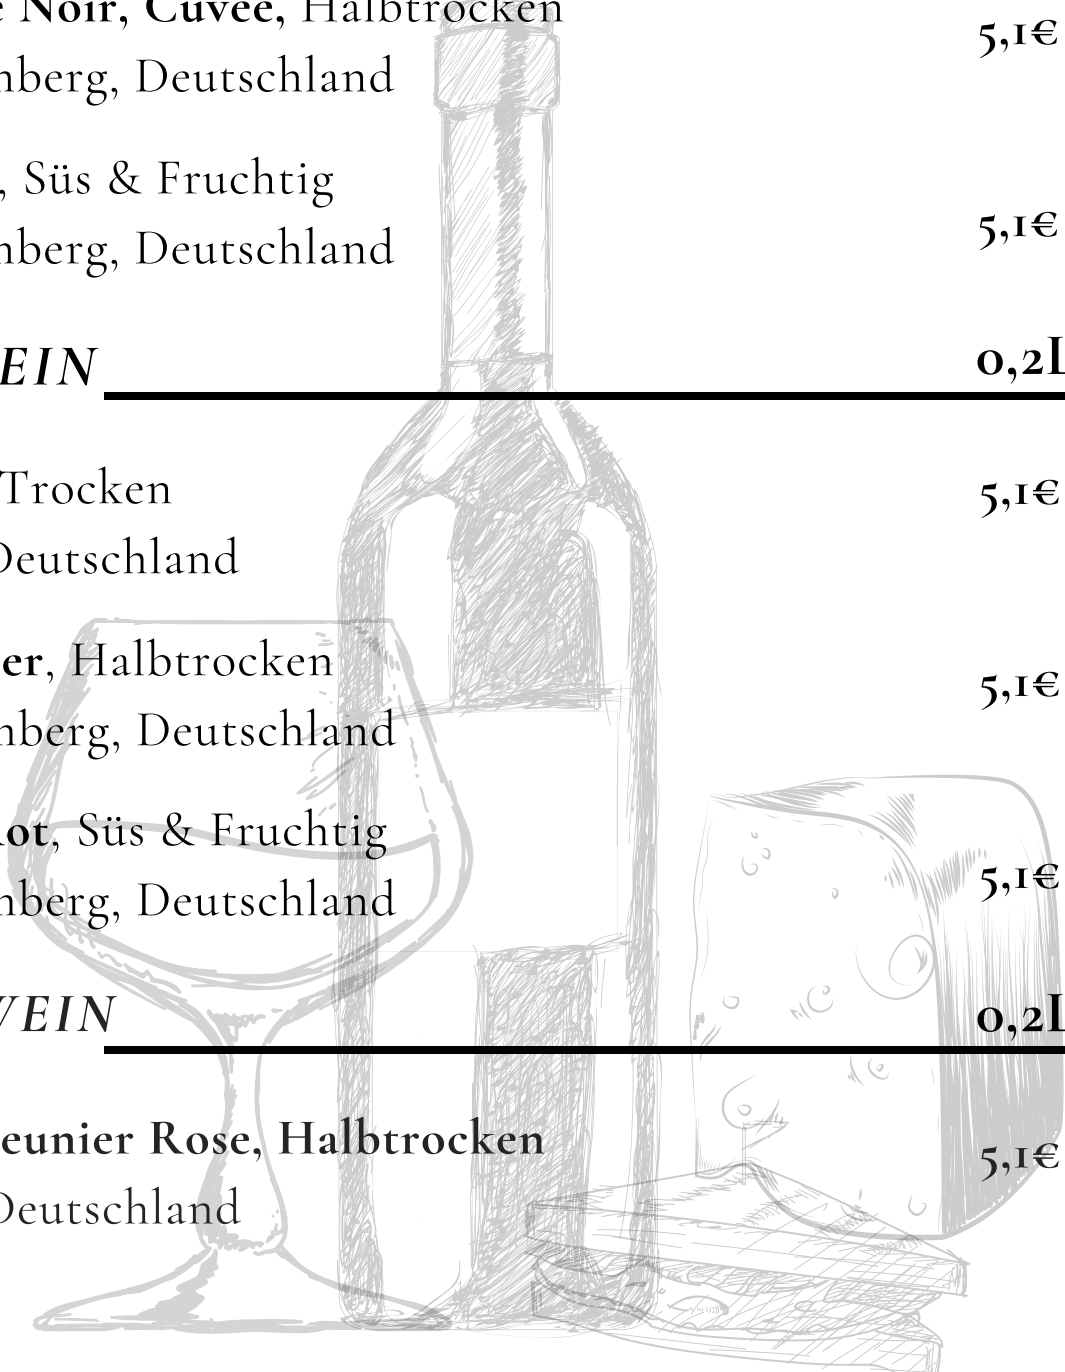 Noir, Cuvee, Halbtrocken 5,1€
nberg, Deutschland
, Süs & Fruchtig
nberg, Deutschland 5,1€
EIN 0,2L
Trocken 5,1€
Deutschland
er, Halbtrocken
nberg, Deutschland 5,1€
lot, Süs & Fruchtig
nberg, Deutschland 5,1€
VEIN 0,2L
eunier Rose, Halbtrocken 5,1€
Deutschland